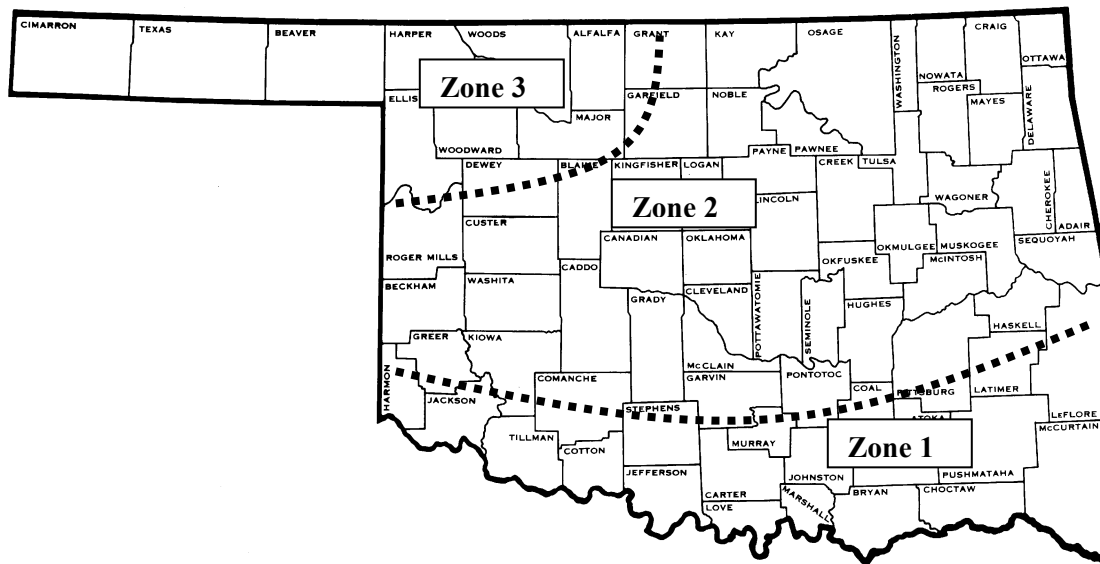 CIMARRON
TEXAS
BEAVER
HARPER
WOODS
ALFALFA
GRANT
KAY
OSAGE
WASHINGTON
CRAIG
OTTAWA
NOWATA
ROGERS
MAYES
DELAWARE
Zone 3
ELLIS
GARFIELD
NOBLE
MAJOR
WOODWARD
DEWEY
BLAINE
KINGFISHER
LOGAN
PAYNE
PAWNEE
CREEK
TULSA
WAGONER
CHEROKEE
ADAIR
Zone 2
LINCOLN
CUSTER
CANADIAN
OKLAHOMA
OKMULGEE
MUSKOGEE
SEQUOYAH
ROGER MILLS
CADDO
OKFUSKEE
McINTOSH
BECKHAM
WASHITA
GRADY
CLEVELAND
POTTAWATOMIE
SEMINOLE
HUGHES
HASKELL
GREER
KIOWA
McCLAIN
GARVIN
PONTOTOC
COAL
PITTSBURG
LATIMER
HARMON
JACKSON
COMANCHE
STEPHENS
ATOKA
LEFLORE
McCURTAIN
TILLMAN
COTTON
MURRAY
Zone 1
JEFFERSON
JOHNSTON
PUSHMATAHA
CARTER
LOVE
MARSHALL
BRYAN
CHOCTAW